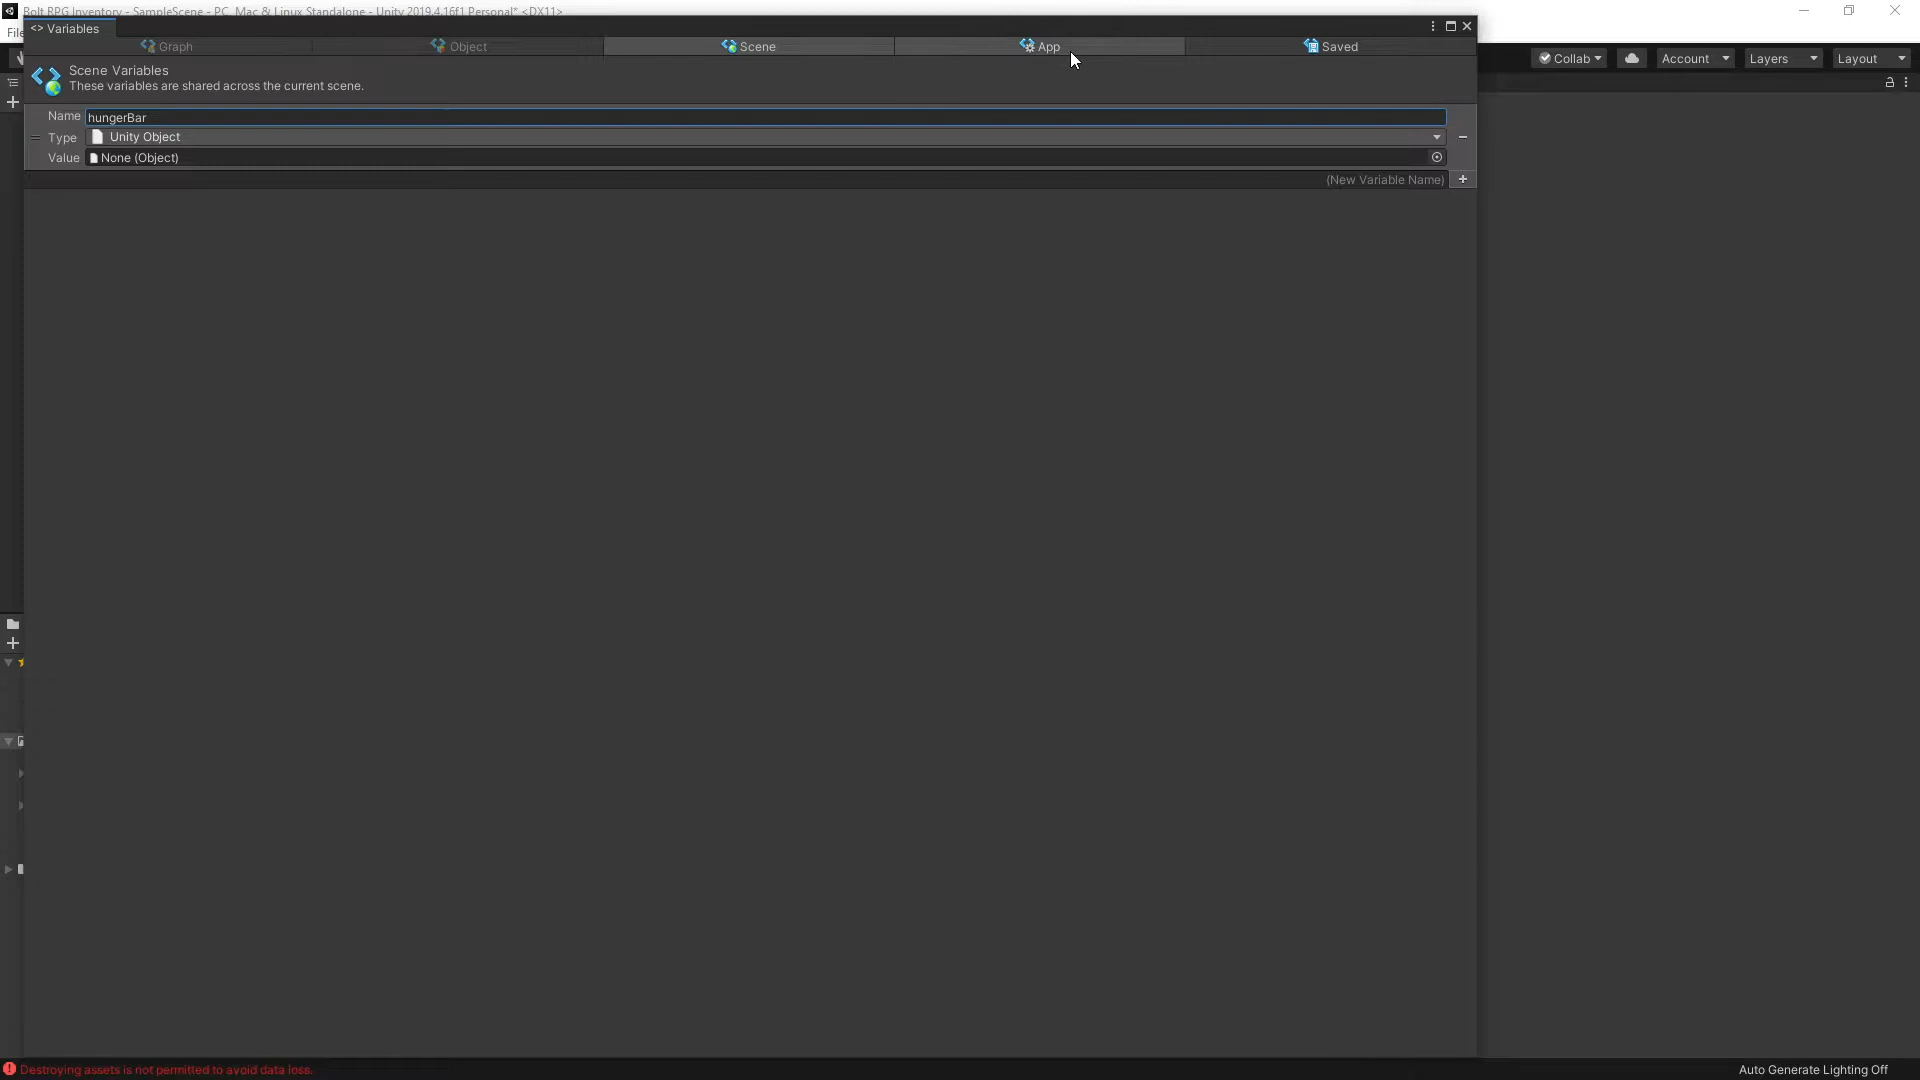 Bolt RPG Inventory - SampleScene - PC, Mac & Linux Standalone - Unity 2019.4.16f1 Personal* <DX11>
File
<> Variables
Graph
Object
Scene
App
Saved
Collab
Account
Layers
Layout
Scene Variables
These variables are shared across the current scene.
Name hungerBar
Type Unity Object
Value None (Object)
(New Variable Name)
Destroying assets is not permitted to avoid data loss.
Auto Generate Lighting Off